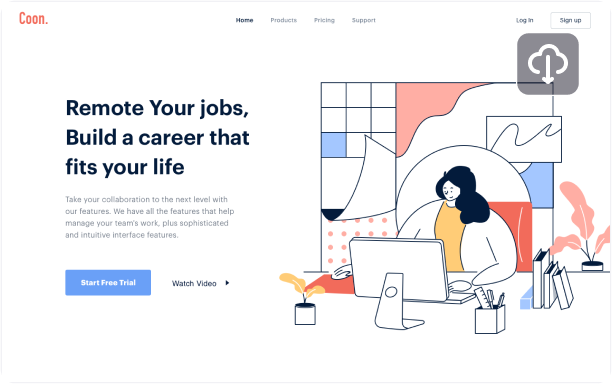 Coon.
Home Products Pricing Support Log In Sign up
Remote Your jobs,
Build a career that
fits your life
Take your collaboration to the next level with
our features. We have all the features that help
manage your team's work, plus sophisticated
and intuitive interface features.
Start Free Trial Watch Video